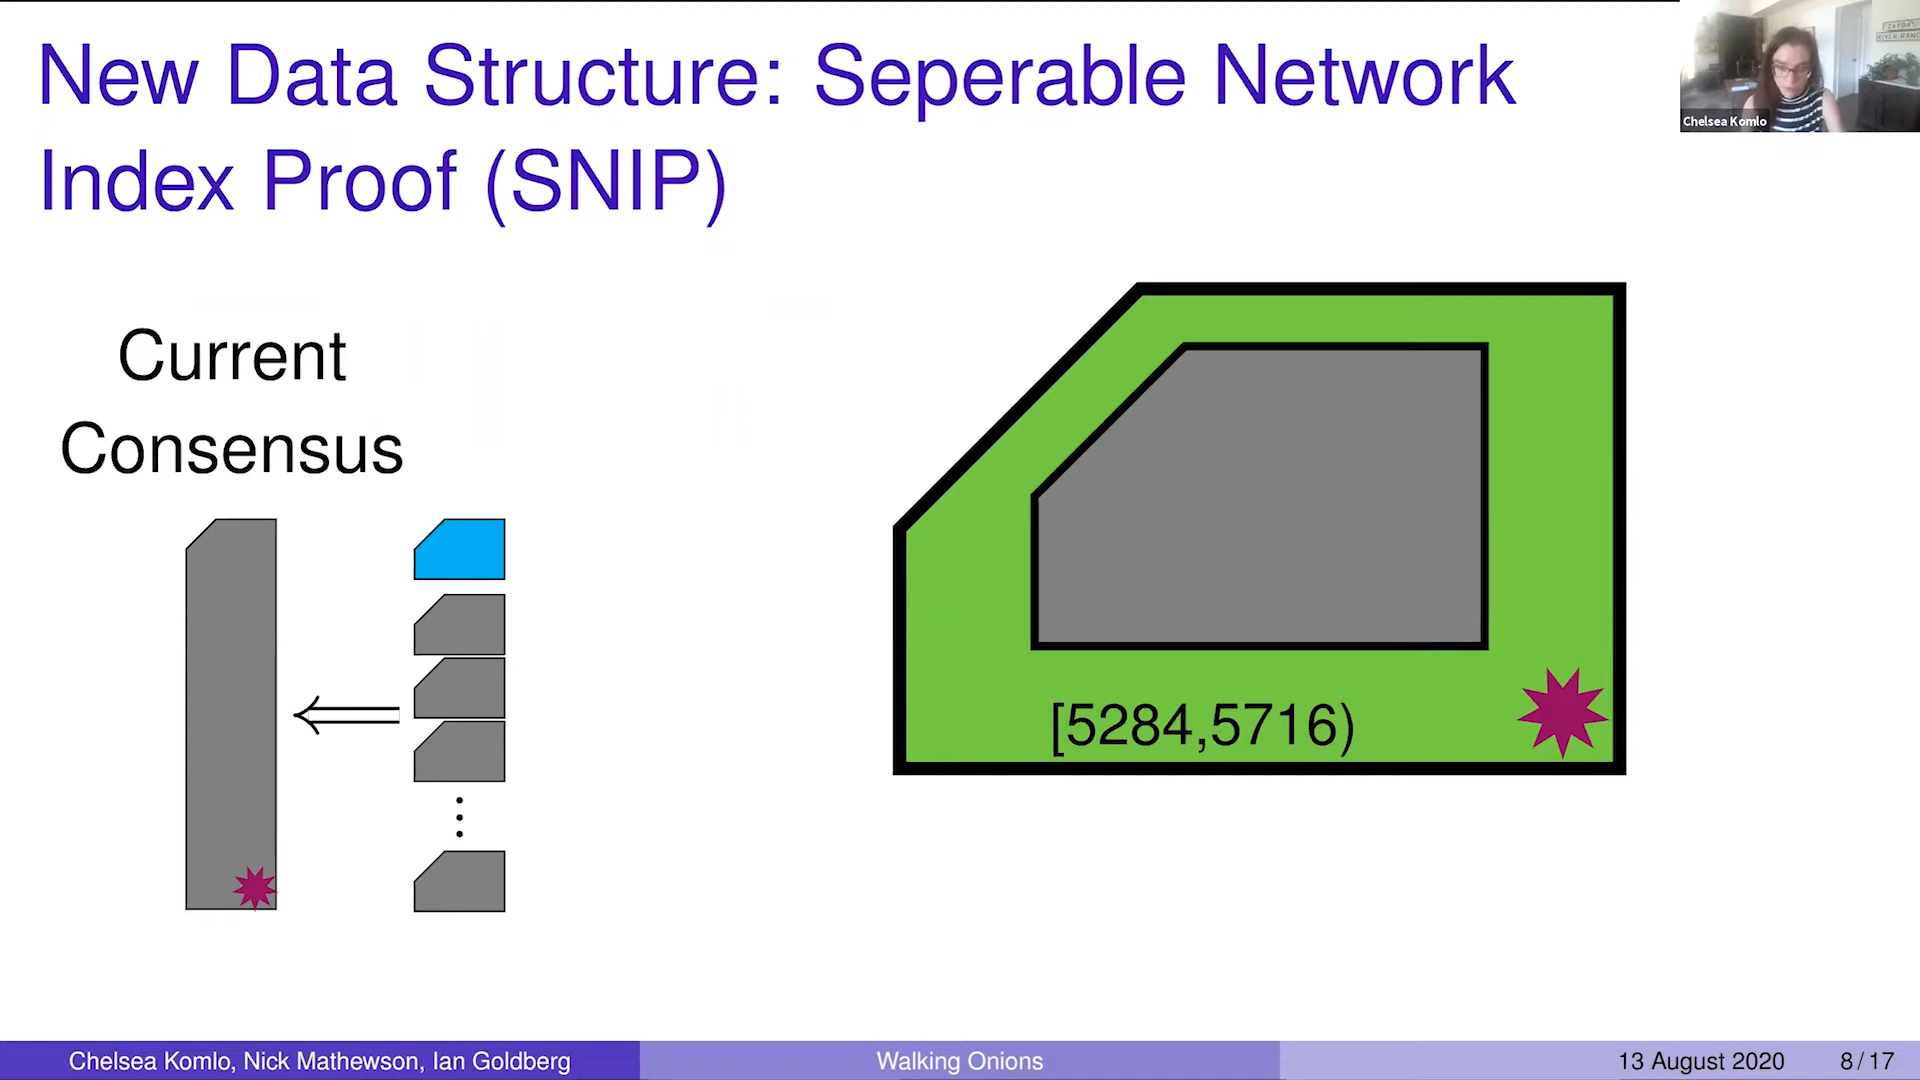 New Data Structure: Seperable Network
Index Proof (SNIP)
Chelsea Komlo
Current
Consensus
[5284,5716)
Chelsea Komlo, Nick Mathewson, Ian Goldberg
Walking Onions
13 August 2020
8 / 17